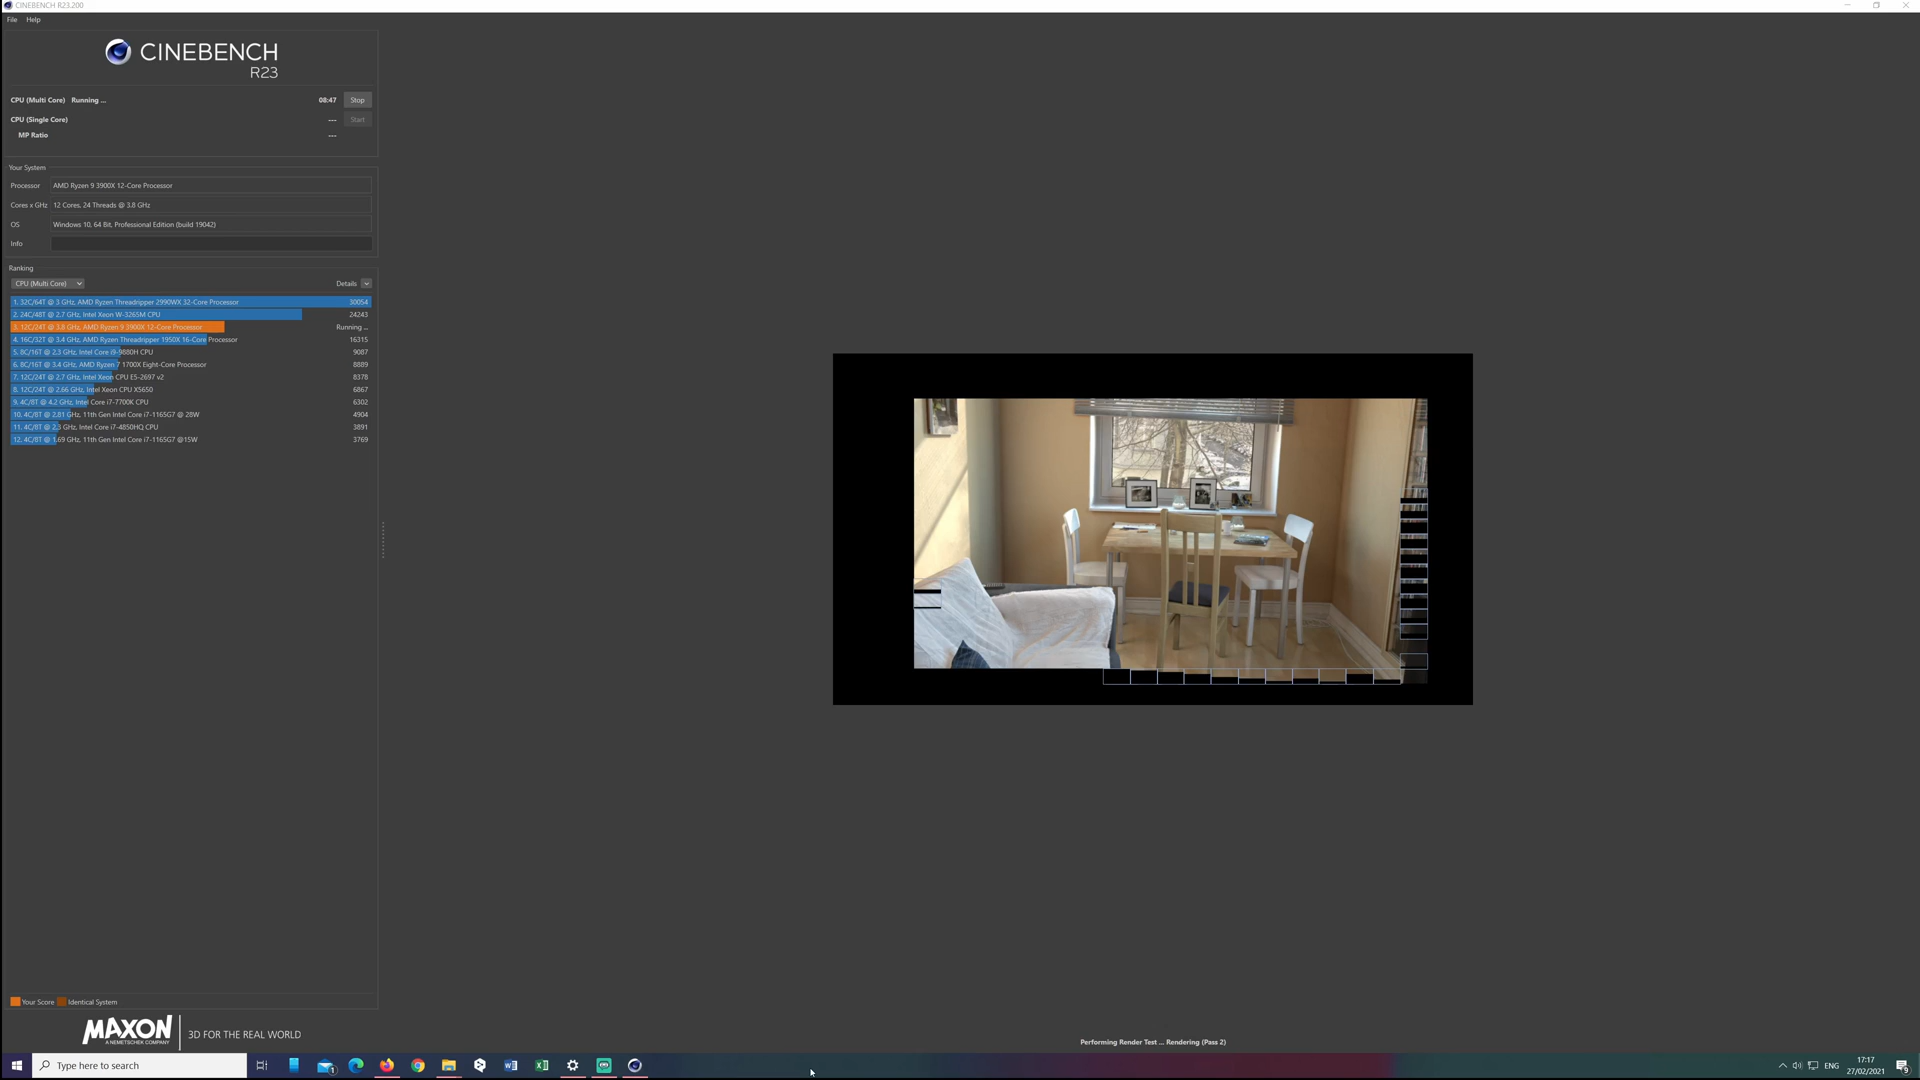 CINEBENCH R23.200
File Help
CINEBENCH
R23
CPU (Multi Core) Running ... 08:47 Stop
CPU (Single Core) --- Start
MP Ratio ---
Your System
Processor AMD Ryzen 9 3900X 12-Core Processor
Cores x GHz 12 Cores, 24 Threads @ 3.8 GHz
OS Windows 10, 64 Bit, Professional Edition (build 19042)
Info
Ranking
CPU (Multi Core) Details
1. 32C/64T @ 3 GHz, AMD Ryzen Threadripper 2990WX 32-Core Processor 30054
2. 24C/48T @ 2.7 GHz, Intel Xeon W-3265M CPU 24243
3. 12C/24T @ 3.8 GHz, AMD Ryzen 9 3900X 12-Core Processor Running ...
4. 16C/32T @ 3.4 GHz, AMD Ryzen Threadripper 1950X 16-Core Processor 16315
5. 8C/16T @ 2.3 GHz, Intel Core i9-9880H CPU 9087
6. 8C/16T @ 3.4 GHz, AMD Ryzen 7 1700X Eight-Core Processor 8889
7. 12C/24T @ 2.7 GHz, Intel Xeon CPU E5-2697 v2 8378
8. 12C/24T @ 2.66 GHz, Intel Xeon CPU X5650 6867
9. 4C/8T @ 4.2 GHz, Intel Core i7-7700K CPU 6302
10. 4C/8T @ 2.81 GHz, 11th Gen Intel Core i7-1165G7 @ 28W 4904
11. 4C/8T @ 2.3 GHz, Intel Core i7-4850HQ CPU 3891
12. 4C/8T @ 1.69 GHz, 11th Gen Intel Core i7-1165G7 @15W 3769
Your Score Identical System
MAXON
A NEMETSCHEK COMPANY
3D FOR THE REAL WORLD
Performing Render Test ... Rendering (Pass 2)
Type here to search
1
ENG
17:17
27/02/2021
9